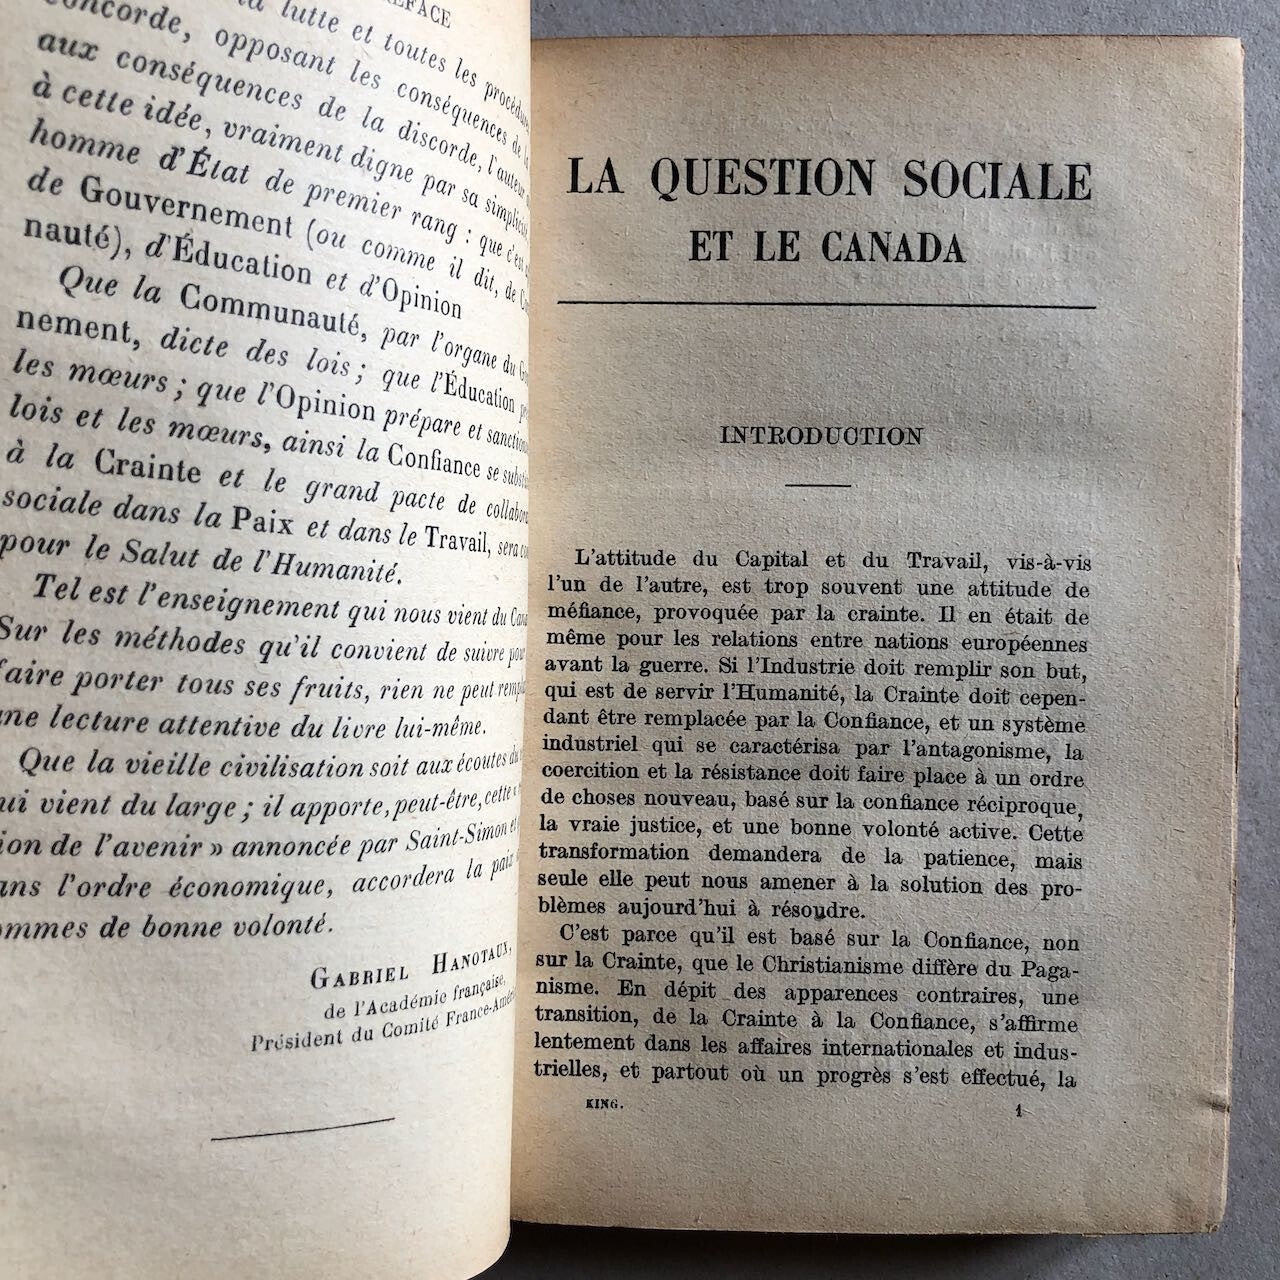 PRÉFACE
la lutte et toutes les
concorde, opposant les conséquences de la
aux conséquences de la discorde, l'auteur
à cette idée, vraiment digne par sa simplicité,
homme d'État de premier rang : que c'est
de Gouvernement (ou comme il dit, de
nauté), d'Éducation et d'Opinion
Que la Communauté, par l'organe du
nement, dicte des lois ; que l'Éducation
les mœurs ; que l'Opinion prépare et
lois et les mœurs, ainsi la Confiance se
à la Crainte et le grand pacte de
sociale dans la Paix et dans le Travail, sera
pour le Salut de l'Humanité.
Tel est l'enseignement qui nous vient du
Sur les méthodes qu'il convient de suivre pour
faire porter tous ses fruits, rien ne peut
une lecture attentive du livre lui-même.
Que la vieille civilisation soit aux écoutes du
ui vient du large ; il apporte, peut-être, cette «
ion de l'avenir » annoncée par Saint-Simon et
ans l'ordre économique, accordera la paix
ommes de bonne volonté.
GABRIEL HANOTAUX,
de l'Académie française,
Président du Comité France-Améri
LA QUESTION SOCIALE
ET LE CANADA
INTRODUCTION
L'attitude du Capital et du Travail, vis-à-vis
l'un de l'autre, est trop souvent une attitude de
méfiance, provoquée par la crainte. Il en était de
même pour les relations entre nations européennes
avant la guerre. Si l'Industrie doit remplir son but,
qui est de servir l'Humanité, la Crainte doit cepen-
dant être remplacée par la Confiance, et un système
industriel qui se caractérisa par l'antagonisme, la
coercition et la résistance doit faire place à un ordre
de choses nouveau, basé sur la confiance réciproque,
la vraie justice, et une bonne volonté active. Cette
transformation demandera de la patience, mais
seule elle peut nous amener à la solution des pro-
blèmes aujourd'hui à résoudre.
C'est parce qu'il est basé sur la Confiance, non
sur la Crainte, que le Christianisme diffère du Paga-
nisme. En dépit des apparences contraires, une
transition, de la Crainte à la Confiance, s'affirme
lentement dans les affaires internationales et indus-
trielles, et partout où un progrès s'est effectué, la
KING. 1